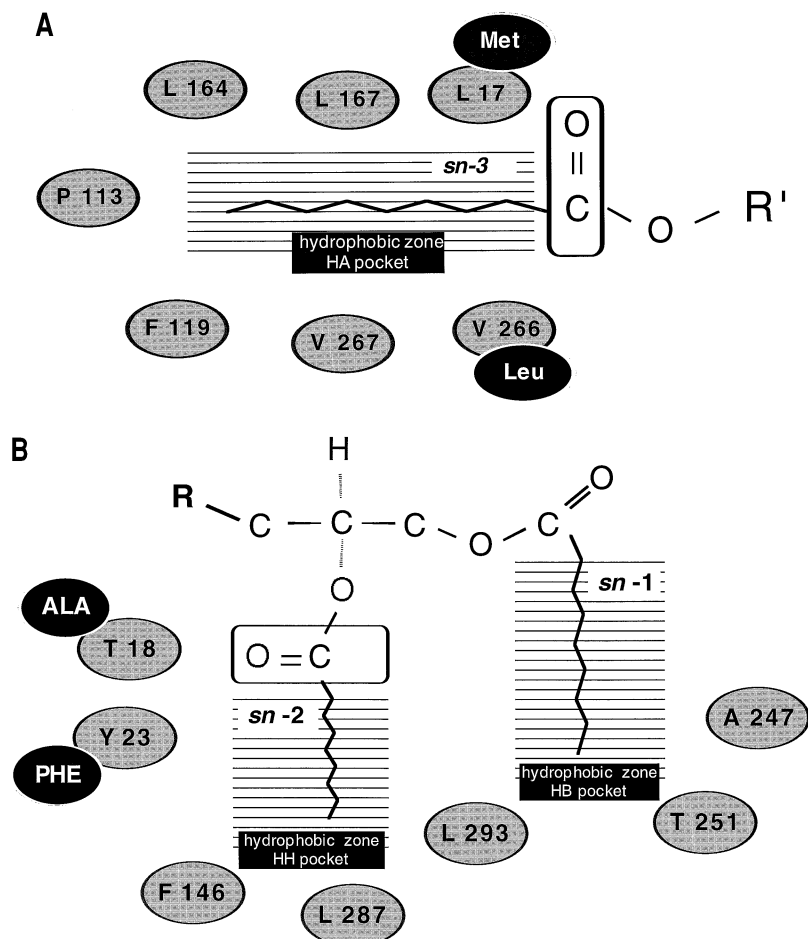 A
Met
L 164
L 167
L 17
O
=
sn-3
P 113
C
O
R'
hydrophobic zone
HA pocket
F 119
V 267
V 266
Leu
B
H
O
R
C
C
C
O
C
ALA
O
sn -1
T 18
O=C
sn -2
Y 23
A 247
PHE
hydrophobic zone
HB pocket
L 293
T 251
hydrophobic zone
HH pocket
F 146
L 287